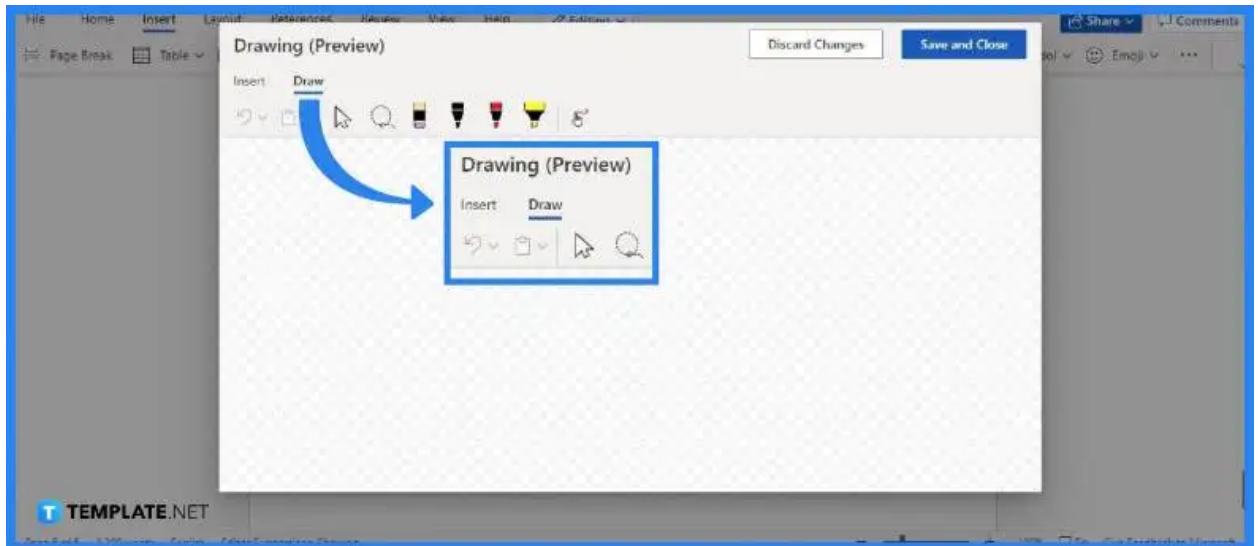 File Home Insert Layout References Review View Help Editing Share Comments
Page Break Table Emoji
Drawing (Preview) Discard Changes Save and Close
Insert Draw
Drawing (Preview)
Insert Draw
T TEMPLATE.NET